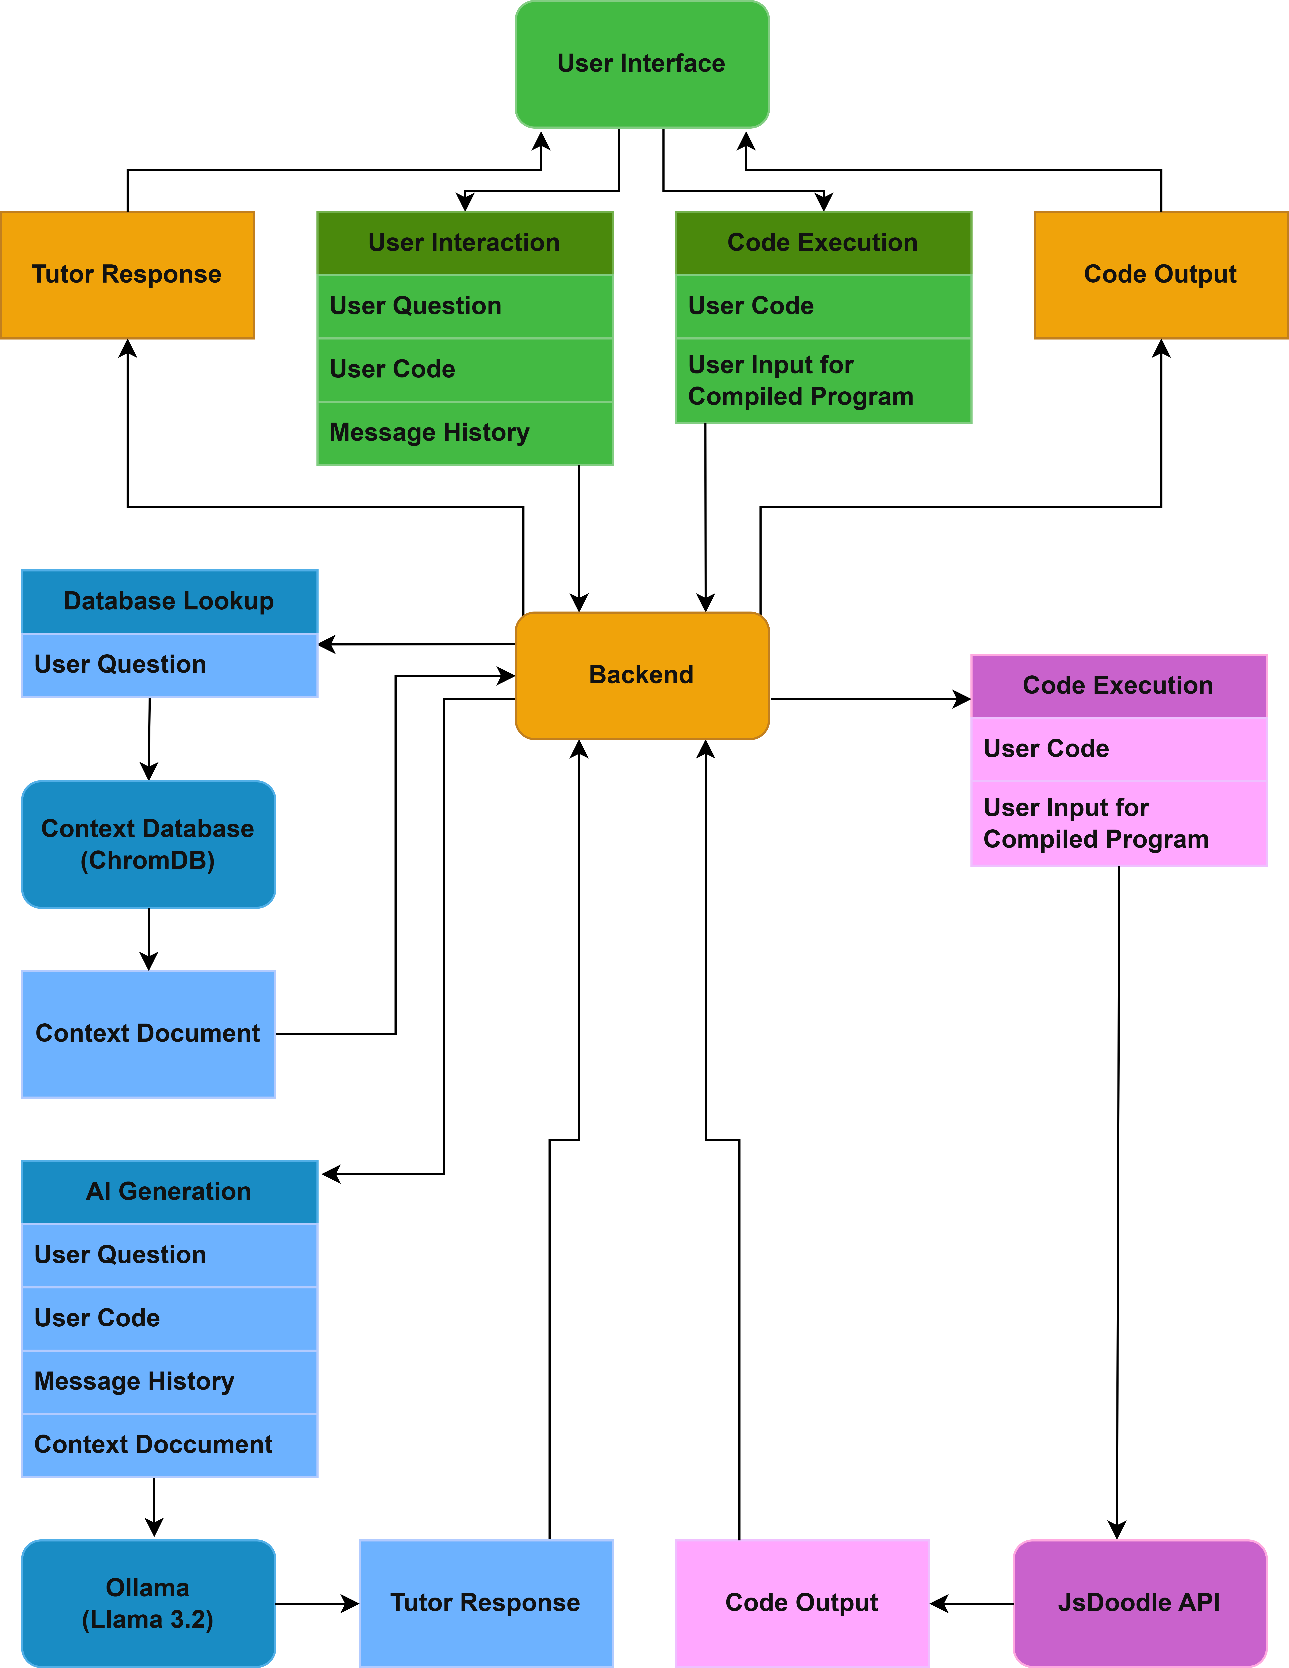 User Interface
Tutor Response
User Interaction
User Question
User Code
Message History
Code Execution
User Code
User Input for
Compiled Program
Code Output
Database Lookup
User Question
Backend
Code Execution
User Code
User Input for
Compiled Program
Context Database
(ChromDB)
Context Document
AI Generation
User Question
User Code
Message History
Context Doccument
Ollama
(Llama 3.2)
Tutor Response
Code Output
JsDoodle API